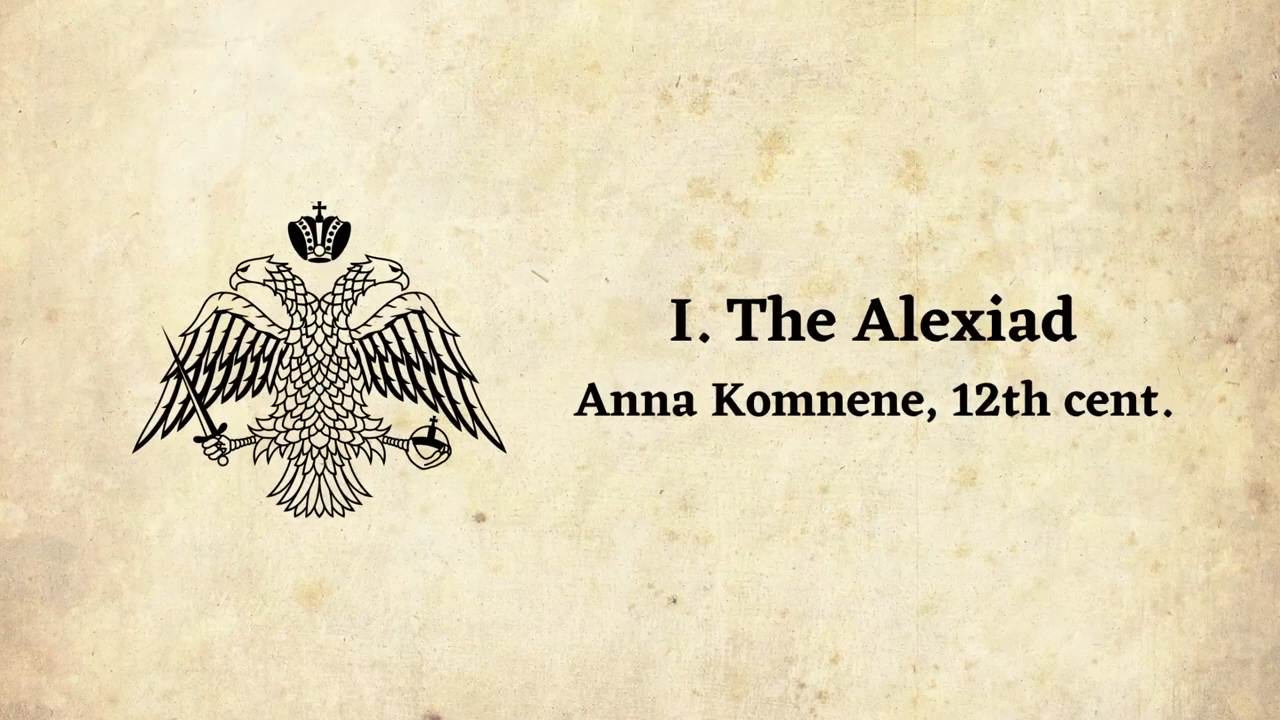 I. The Alexiad
Anna Komnene, 12th cent.